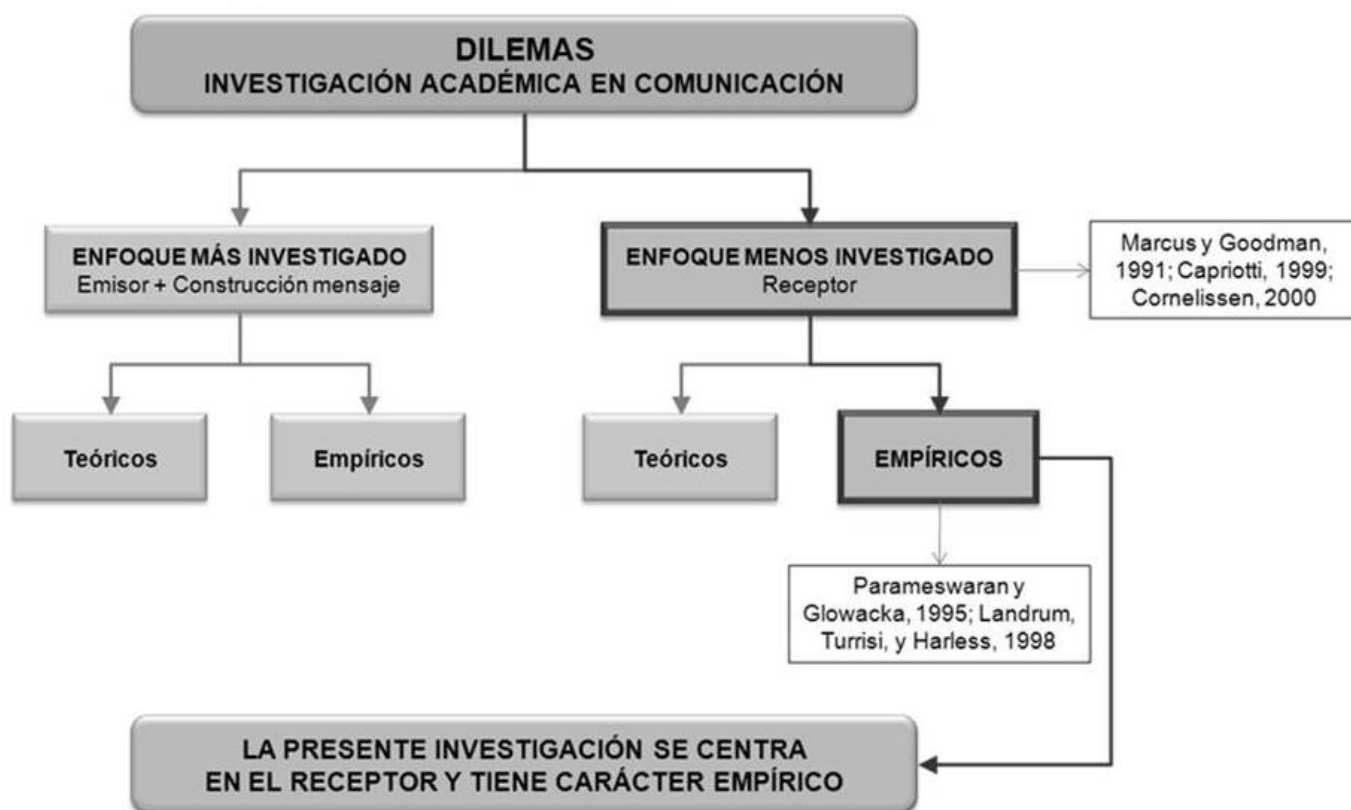 DILEMAS
INVESTIGACIÓN ACADÉMICA EN COMUNICACIÓN
ENFOQUE MÁS INVESTIGADO
Emisor + Construcción mensaje
ENFOQUE MENOS INVESTIGADO
Receptor
Marcus y Goodman,
1991; Capriotti, 1999;
Cornelissen, 2000
Teóricos
Empíricos
Teóricos
EMPÍRICOS
Parameswaran y
Glowacka, 1995; Landrum,
Turrisi, y Harless, 1998
LA PRESENTE INVESTIGACIÓN SE CENTRA
EN EL RECEPTOR Y TIENE CARÁCTER EMPÍRICO